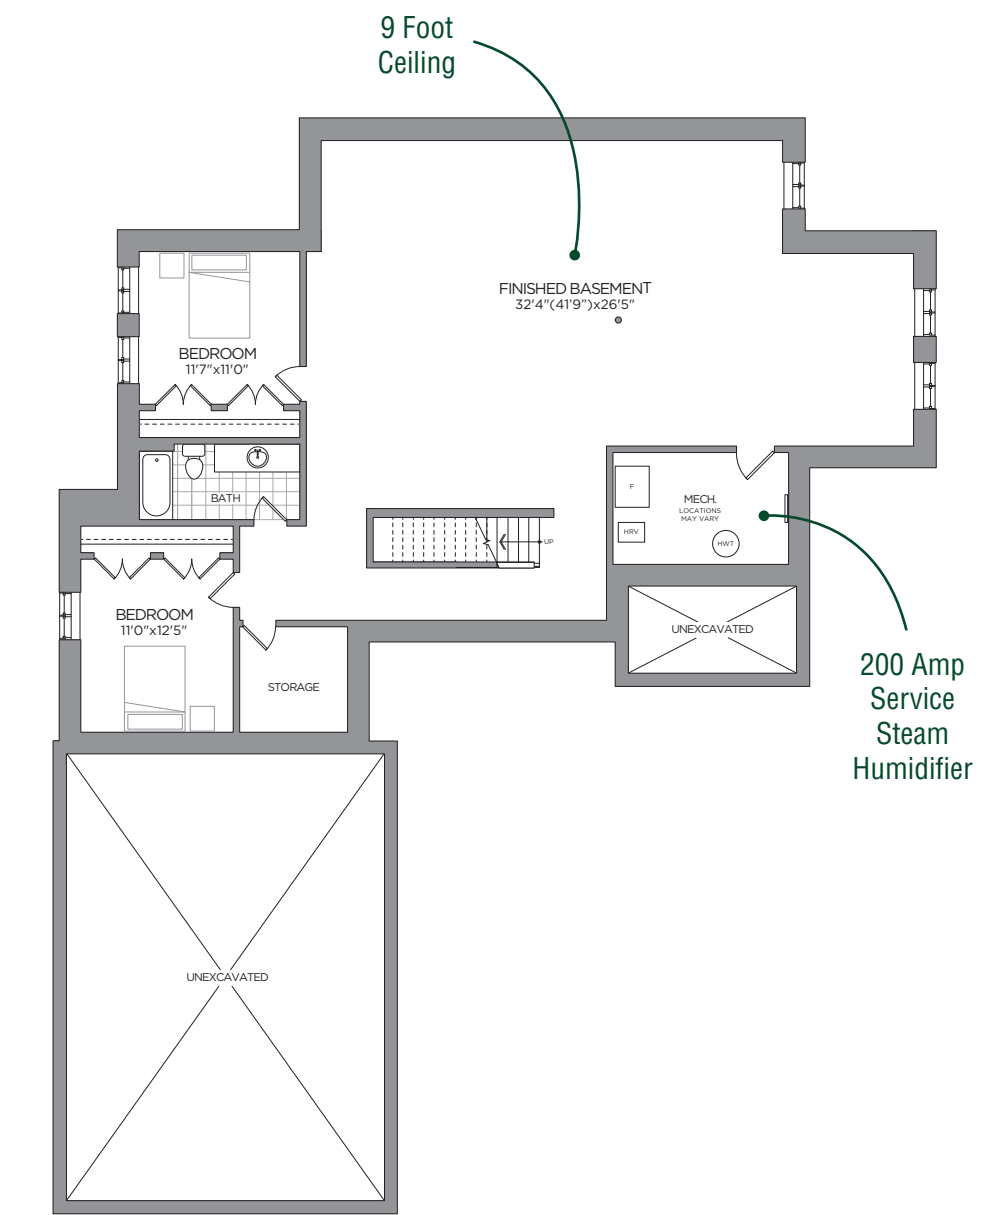 9 Foot
Ceiling
FINISHED BASEMENT
32'4"(41'9")x26'5"
BEDROOM
11'7"x11'0"
BATH
F
MECH.
LOCATIONS
MAY VARY
HRV
HWT
UP
BEDROOM
11'0"x12'5"
UNEXCAVATED
STORAGE
200 Amp
Service
Steam
Humidifier
UNEXCAVATED